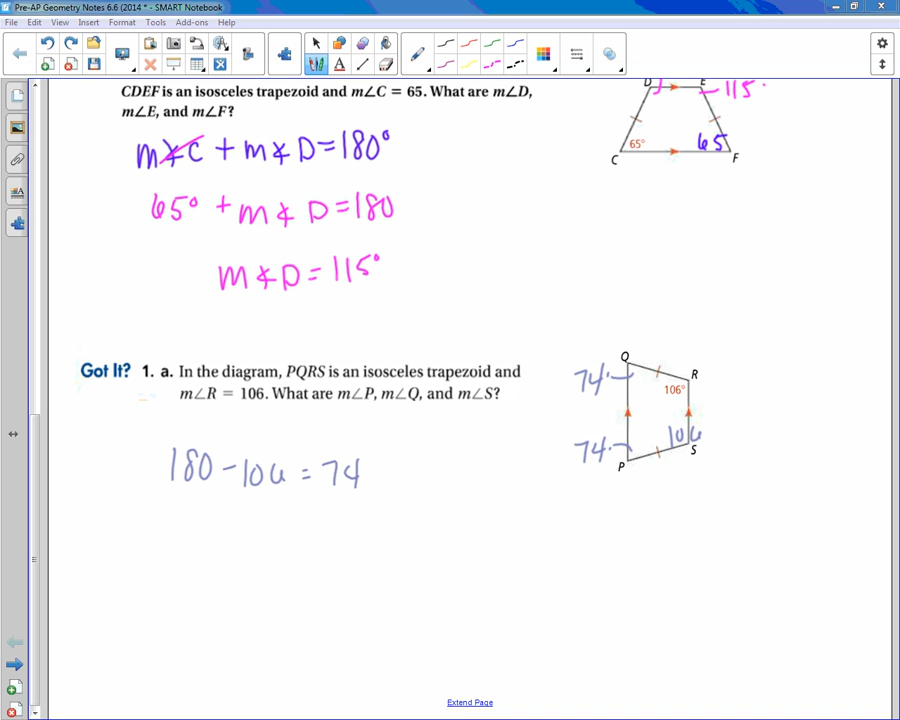 Pre-AP Geometry Notes 6.6 (2014 * - SMART Notebook
File Edit View Insert Format Tools Add-ons Help
CDEF is an isosceles trapezoid and m∠C = 65. What are m∠D,
m∠E, and m∠F?
D E 115°
65° 65
C F
m∡C + m∡D = 180°
65° + m∡D = 180
m∡D = 115°
Got It? 1. a. In the diagram, PQRS is an isosceles trapezoid and
m∠R = 106. What are m∠P, m∠Q, and m∠S?
Q
74° R
106°
106
74° S
P
180 - 106 = 74
Extend Page